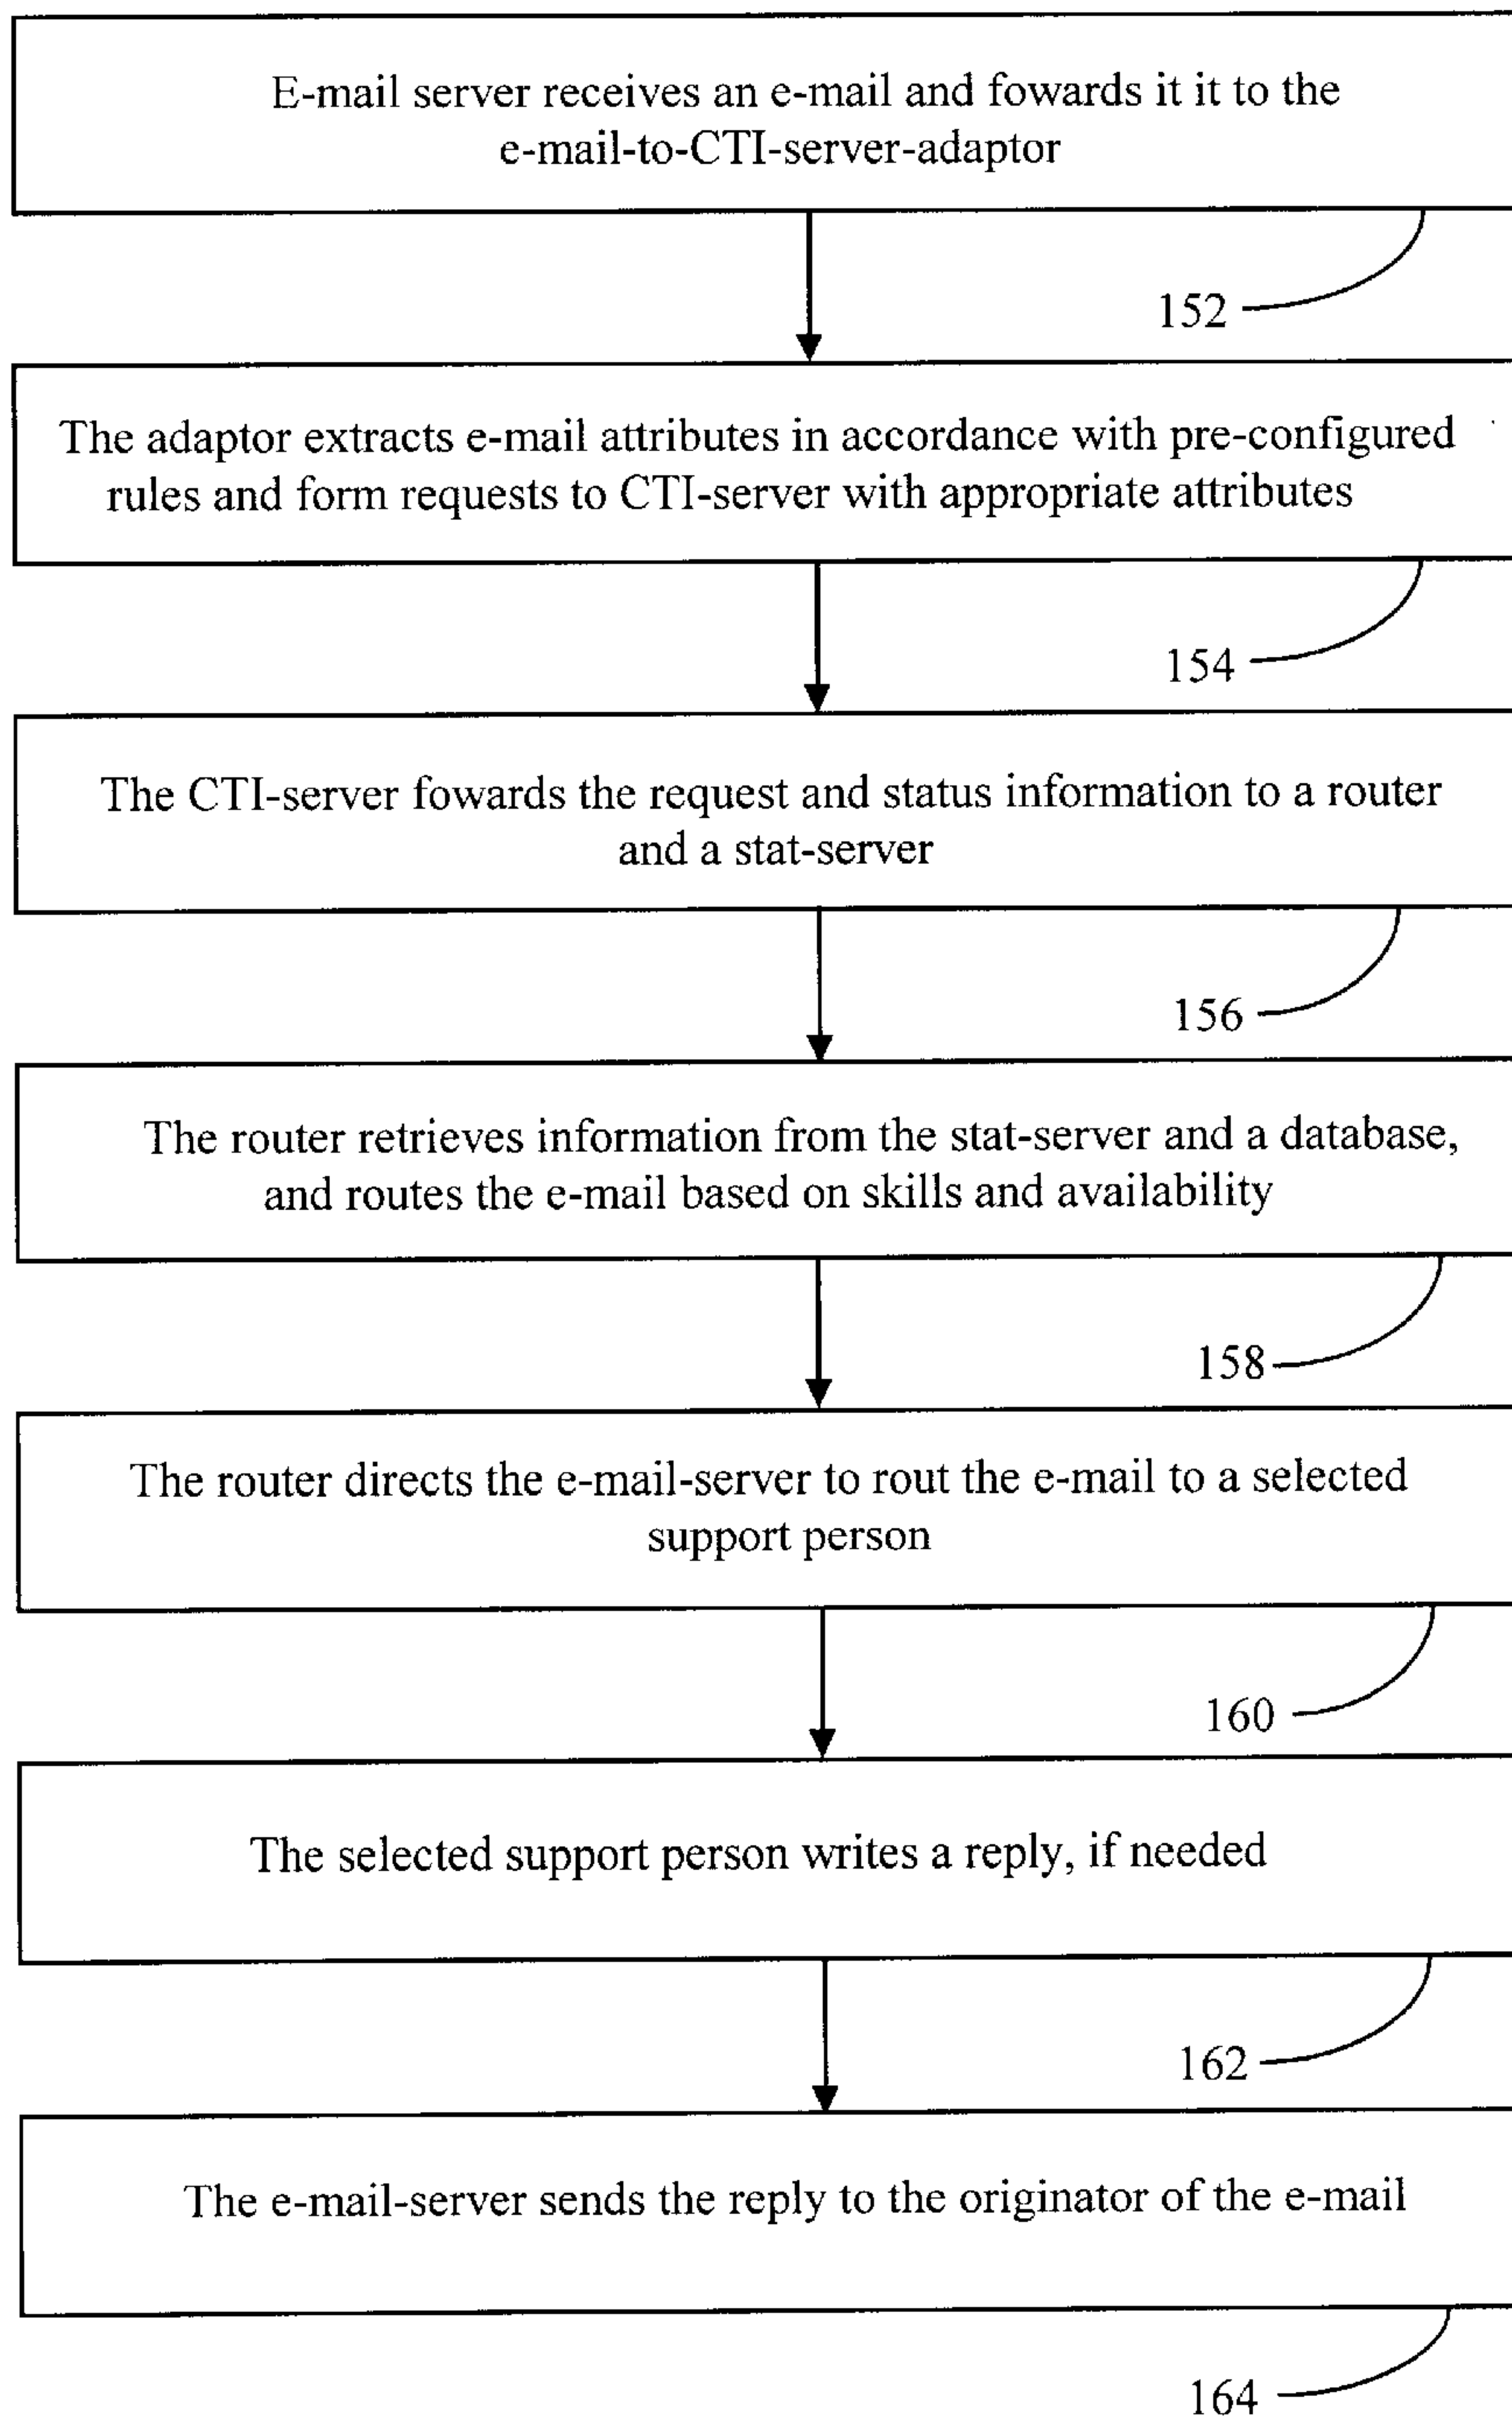 E-mail server receives an e-mail and fowards it it to the
e-mail-to-CTI-server-adaptor
152
The adaptor extracts e-mail attributes in accordance with pre-configured
rules and form requests to CTI-server with appropriate attributes
154
The CTI-server fowards the request and status information to a router
and a stat-server
156
The router retrieves information from the stat-server and a database,
and routes the e-mail based on skills and availability
158
The router directs the e-mail-server to rout the e-mail to a selected
support person
160
The selected support person writes a reply, if needed
162
The e-mail-server sends the reply to the originator of the e-mail
164